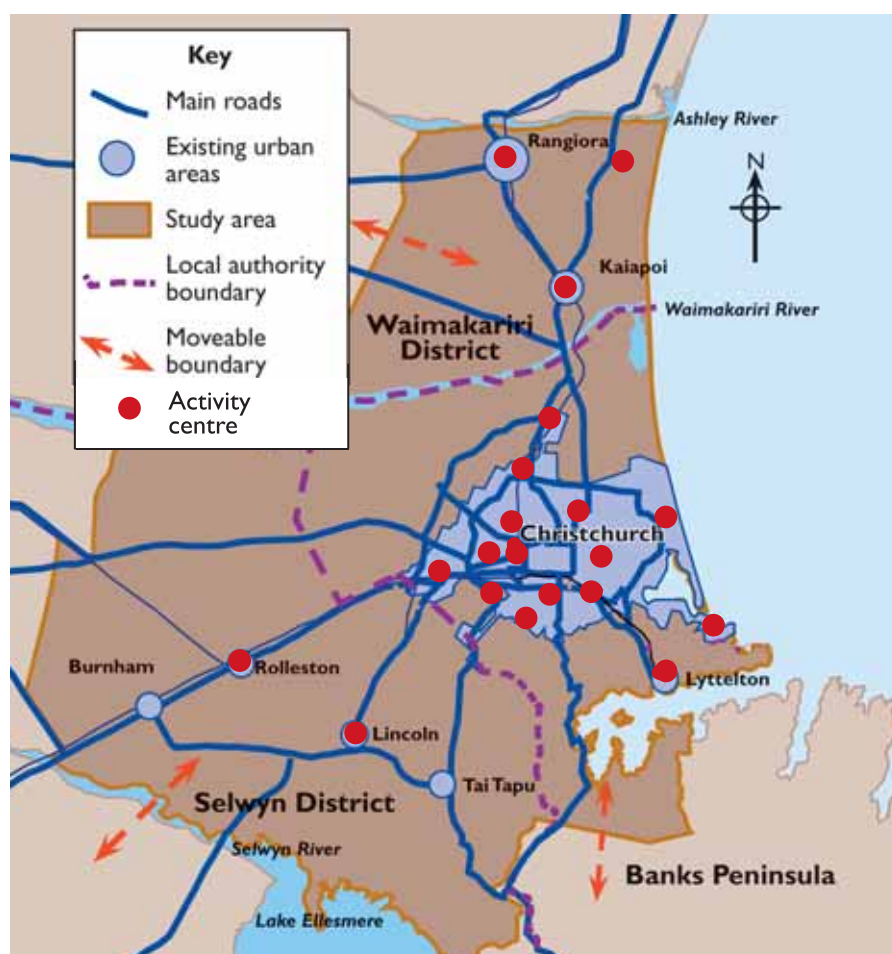 Key
Main roads
Existing urban
areas
Study area
Local authority
boundary
Moveable
boundary
Activity
centre
Ashley River
Rangiora
N
Kaiapoi
Waimakariri River
Waimakariri
District
Christchurch
Burnham
Rolleston
Lyttelton
Lincoln
Tai Tapu
Selwyn District
Selwyn River
Banks Peninsula
Lake Ellesmere